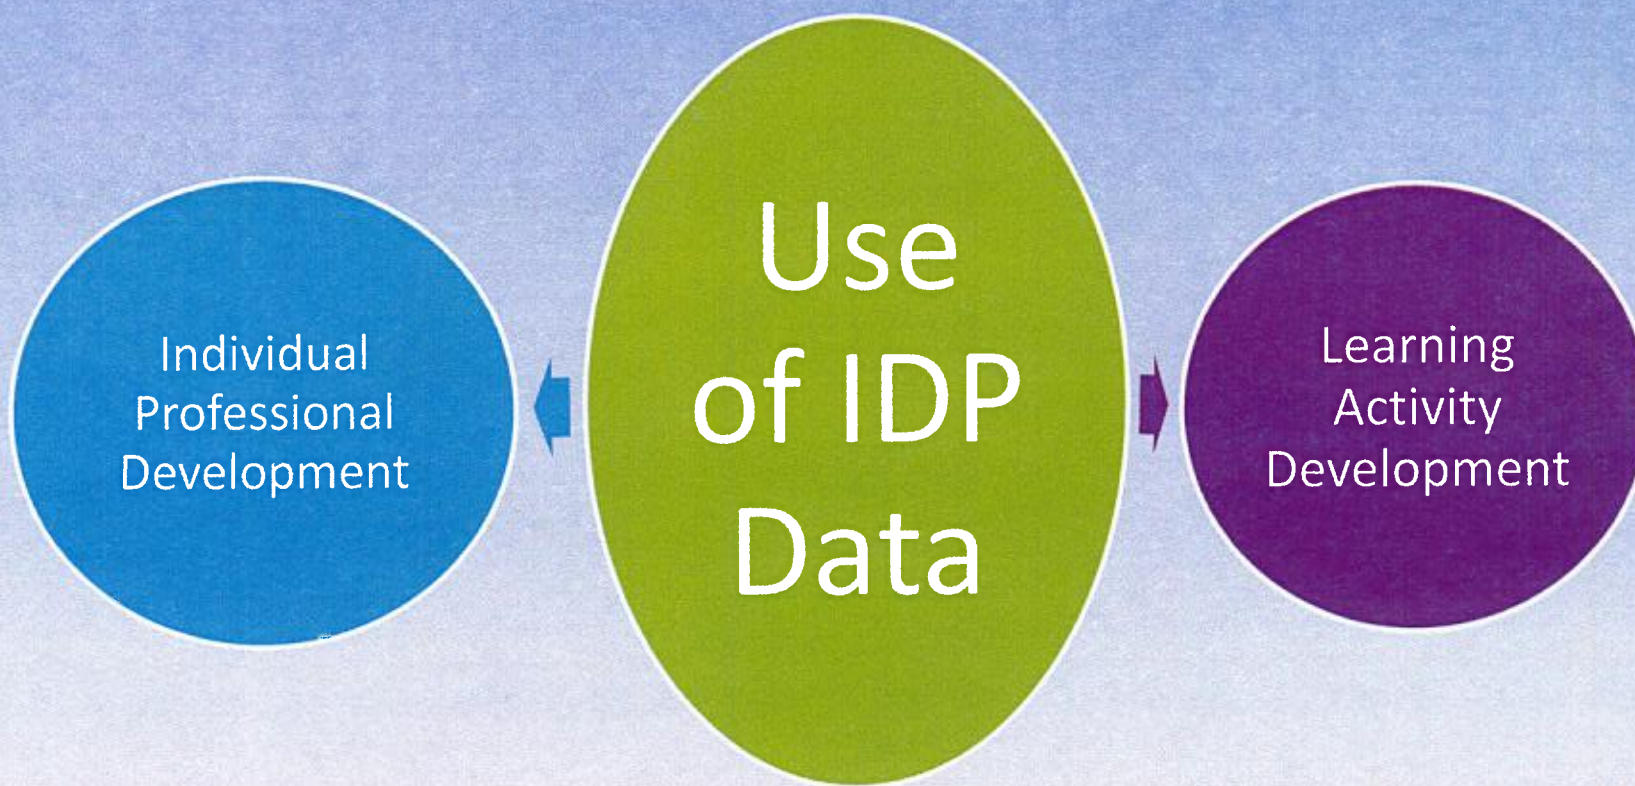 Individual
Professional
Development
Use
of IDP
Data
Learning
Activity
Development